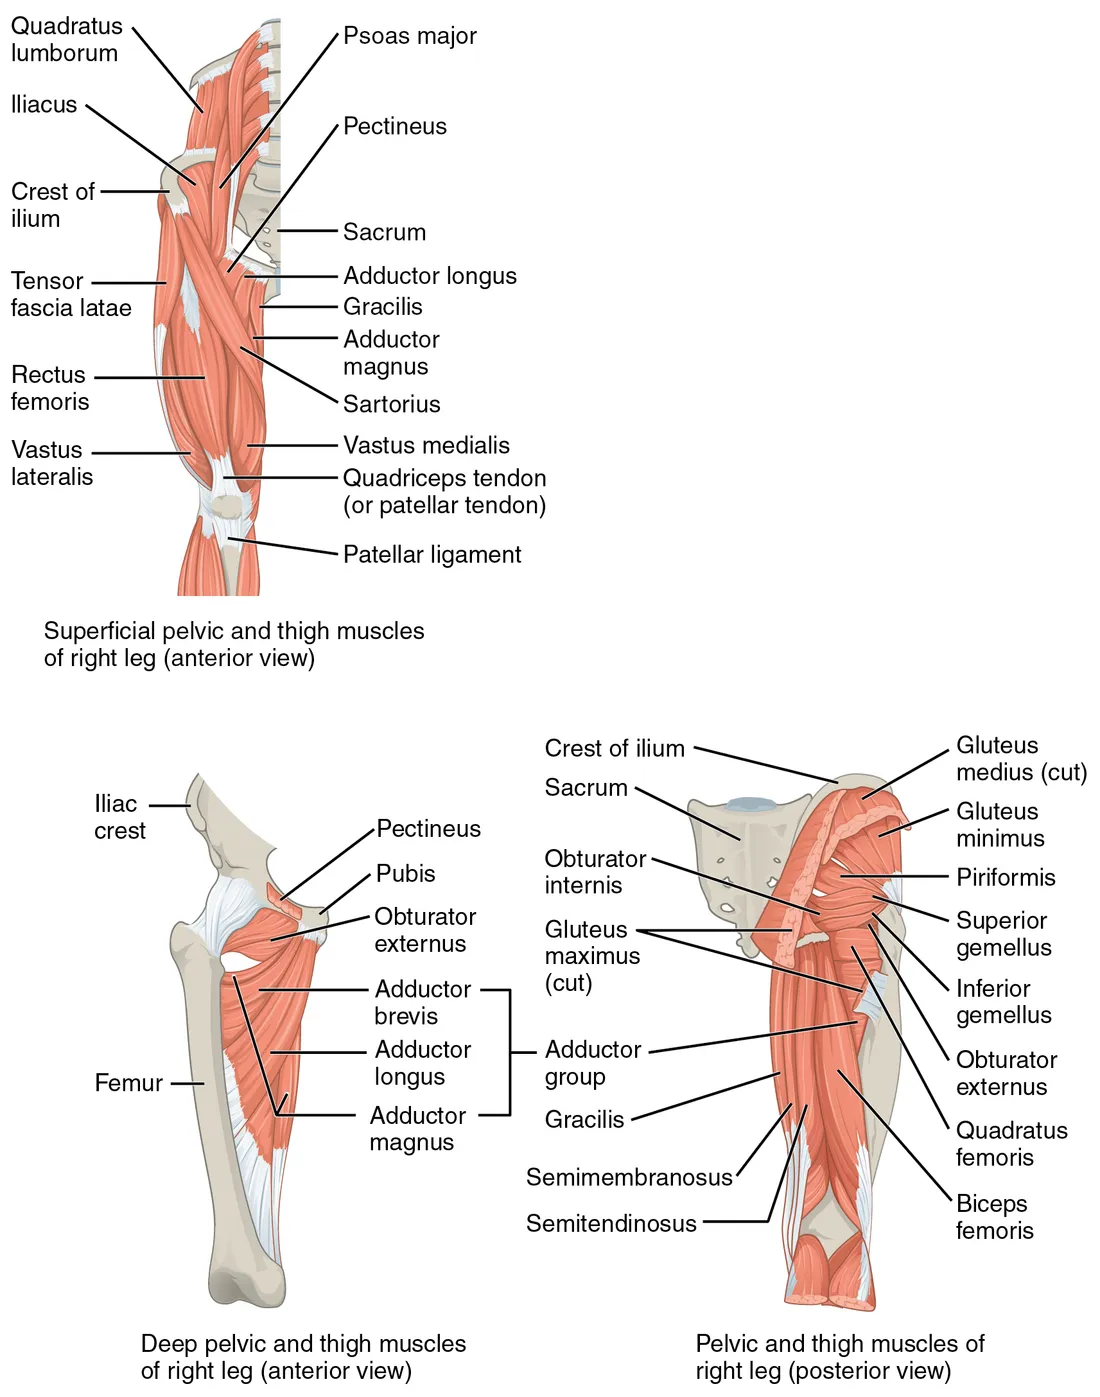 Quadratus
lumborum
Iliacus
Crest of
ilium
Tensor
fascia latae
Rectus
femoris
Vastus
lateralis
Psoas major
Pectineus
Sacrum
Adductor longus
Gracilis
Adductor
magnus
Sartorius
Vastus medialis
Quadriceps tendon
(or patellar tendon)
Patellar ligament
Superficial pelvic and thigh muscles
of right leg (anterior view)
Iliac
crest
Femur
Pectineus
Pubis
Obturator
externus
Adductor
brevis
Adductor
longus
Adductor
magnus
Deep pelvic and thigh muscles
of right leg (anterior view)
Crest of ilium
Sacrum
Obturator
internis
Gluteus
maximus
(cut)
Adductor
group
Gracilis
Semimembranosus
Semitendinosus
Gluteus
medius (cut)
Gluteus
minimus
Piriformis
Superior
gemellus
Inferior
gemellus
Obturator
externus
Quadratus
femoris
Biceps
femoris
Pelvic and thigh muscles of
right leg (posterior view)